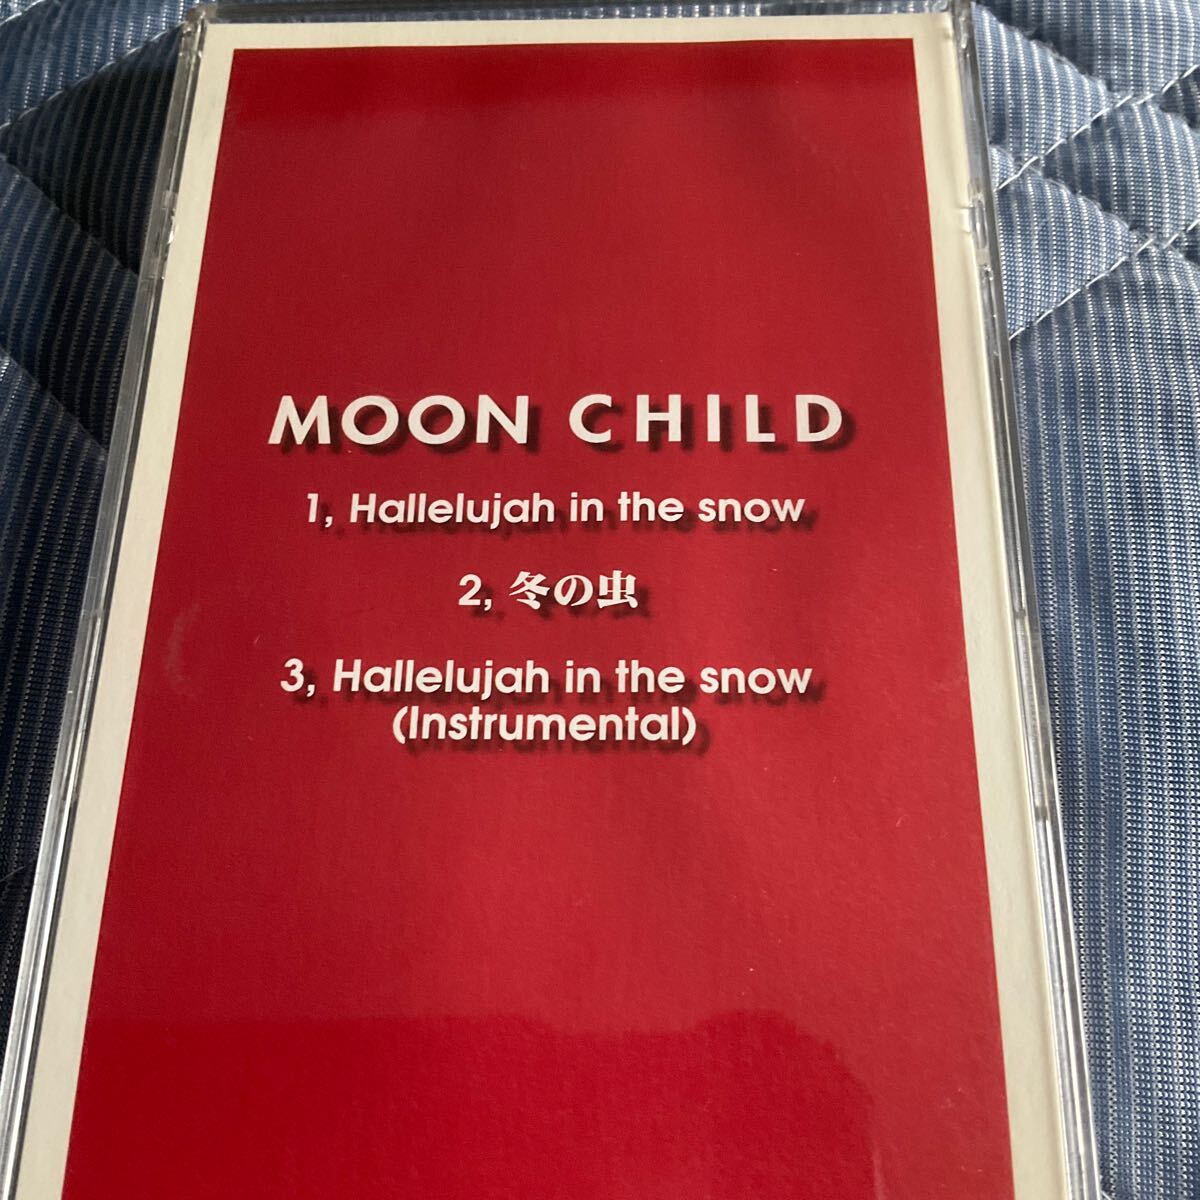 MOON CHILD
1, Hallelujah in the snow
2, 冬の虫
3, Hallelujah in the snow
(Instrumental)